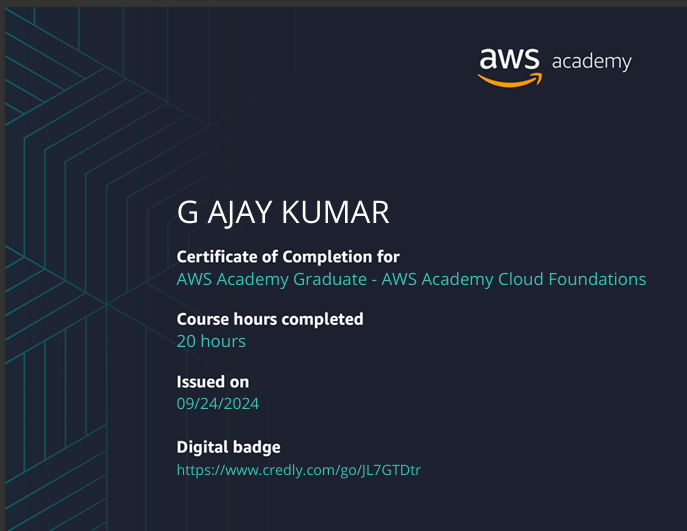 aws academy
G AJAY KUMAR
Certificate of Completion for
AWS Academy Graduate - AWS Academy Cloud Foundations
Course hours completed
20 hours
Issued on
09/24/2024
Digital badge
https://www.credly.com/go/JL7GTDtr